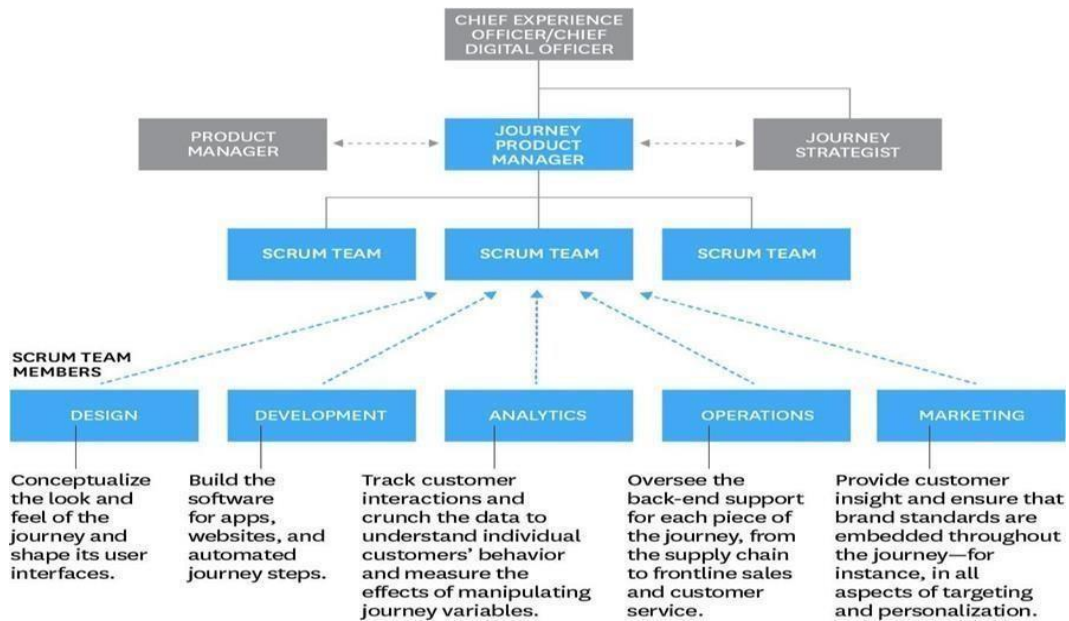 CHIEF EXPERIENCE
OFFICER/CHIEF
DIGITAL OFFICER
PRODUCT
MANAGER
JOURNEY
PRODUCT
MANAGER
JOURNEY
STRATEGIST
SCRUM TEAM
SCRUM TEAM
SCRUM TEAM
SCRUM TEAM
MEMBERS
DESIGN
DEVELOPMENT
ANALYTICS
OPERATIONS
MARKETING
Conceptualize
the look and
feel of the
journey and
shape its user
interfaces.
Build the
software
for apps,
websites, and
automated
journey steps.
Track customer
interactions and
crunch the data to
understand individual
customers’ behavior
and measure the
effects of manipulating
journey variables.
Oversee the
back-end support
for each piece of
the journey, from
the supply chain
to frontline sales
and customer
service.
Provide customer
insight and ensure that
brand standards are
embedded throughout
the journey—for
instance, in all
aspects of targeting
and personalization.